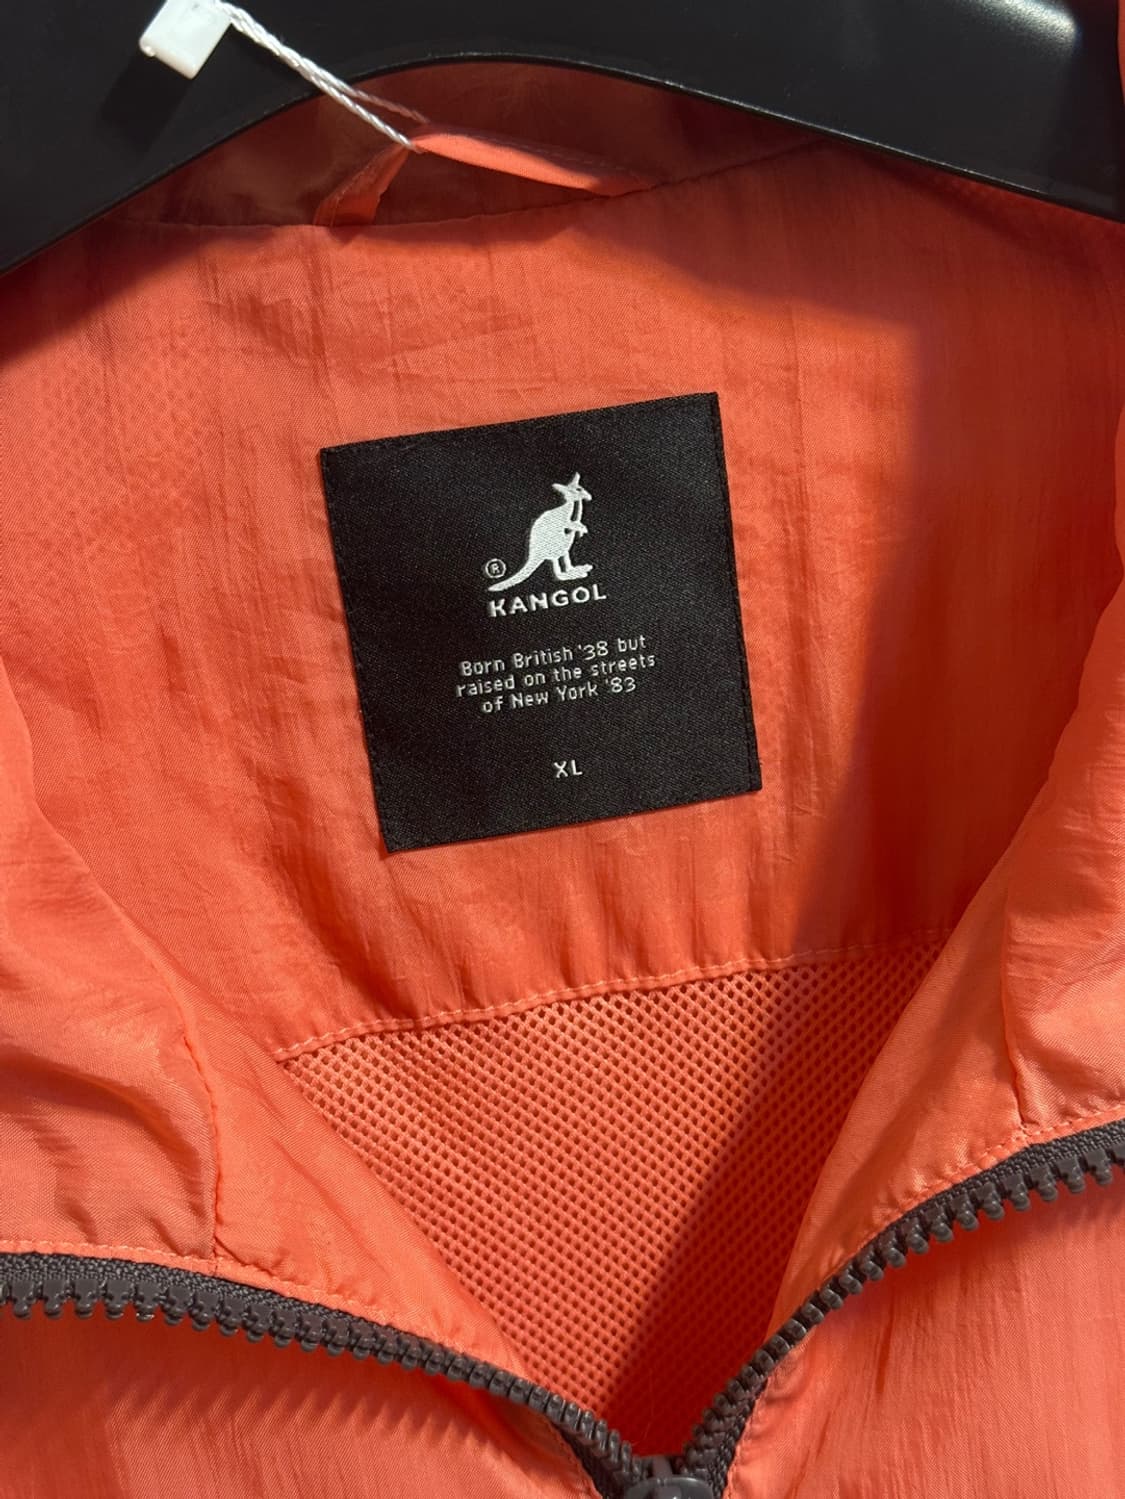 ®
KANGOL
Born British '38 but
raised on the streets
of New York '83
XL